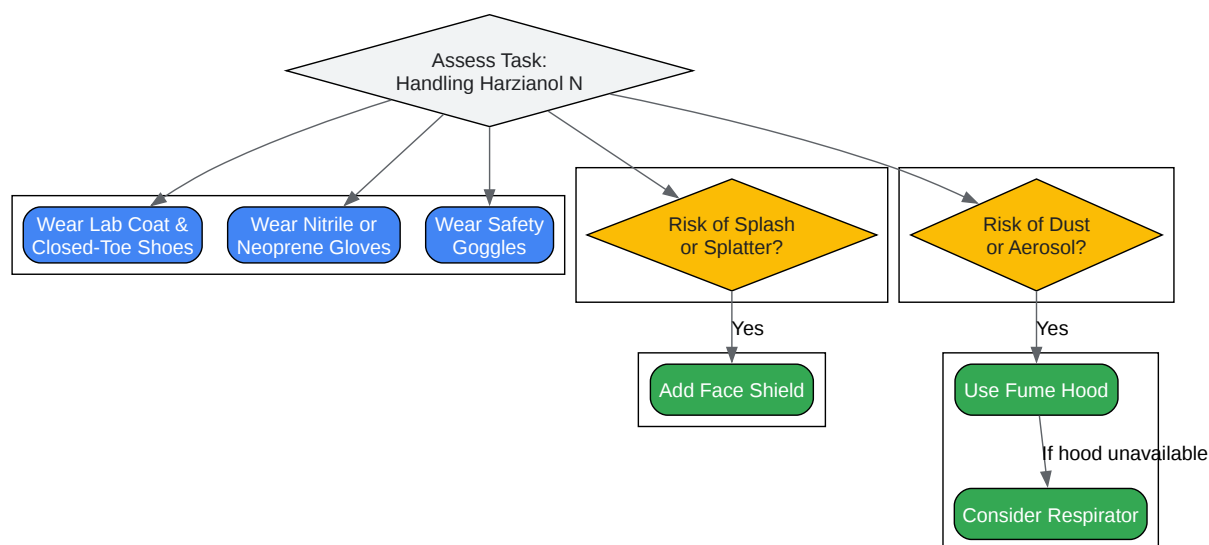 Assess Task:
Handling Harzianol N
Wear Lab Coat &
Closed-Toe Shoes
Wear Nitrile or
Neoprene Gloves
Wear Safety
Goggles
Risk of Splash
or Splatter?
Risk of Dust
or Aerosol?
Yes
Yes
Add Face Shield
Use Fume Hood
If hood unavailable
Consider Respirator